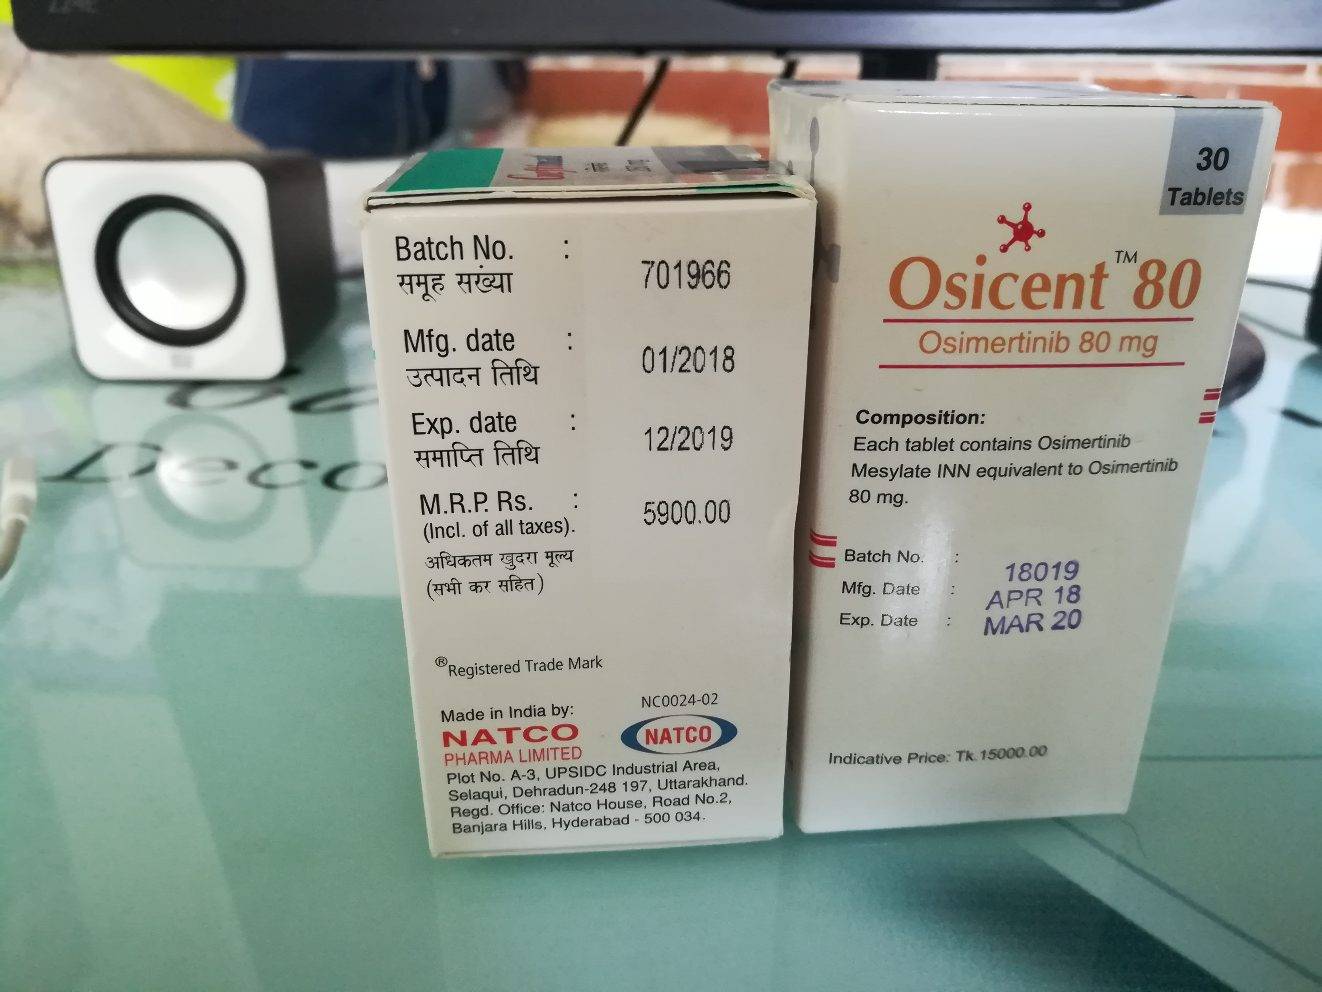 Batch No. :
समूह संख्या
701966
Mfg. date :
उत्पादन तिथि
01/2018
Exp. date :
समाप्ति तिथि
12/2019
M.R.P. Rs. :
(Incl. of all taxes).
5900.00
अधिकतम खुदरा मूल्य
(सभी कर सहित)
®Registered Trade Mark
NC0024-02
Made in India by:
NATCO
PHARMA LIMITED
NATCO
Plot No. A-3, UPSIDC Industrial Area,
Selaqui, Dehradun-248 197, Uttarakhand.
Regd. Office: Natco House, Road No.2,
Banjara Hills, Hyderabad - 500 034.
30
Tablets
Osicent™ 80
Osimertinib 80 mg
Composition:
Each tablet contains Osimertinib
Mesylate INN equivalent to Osimertinib
80 mg.
Batch No. : 18019
Mfg. Date : APR 18
Exp. Date : MAR 20
Indicative Price: Tk.15000.00
Deco